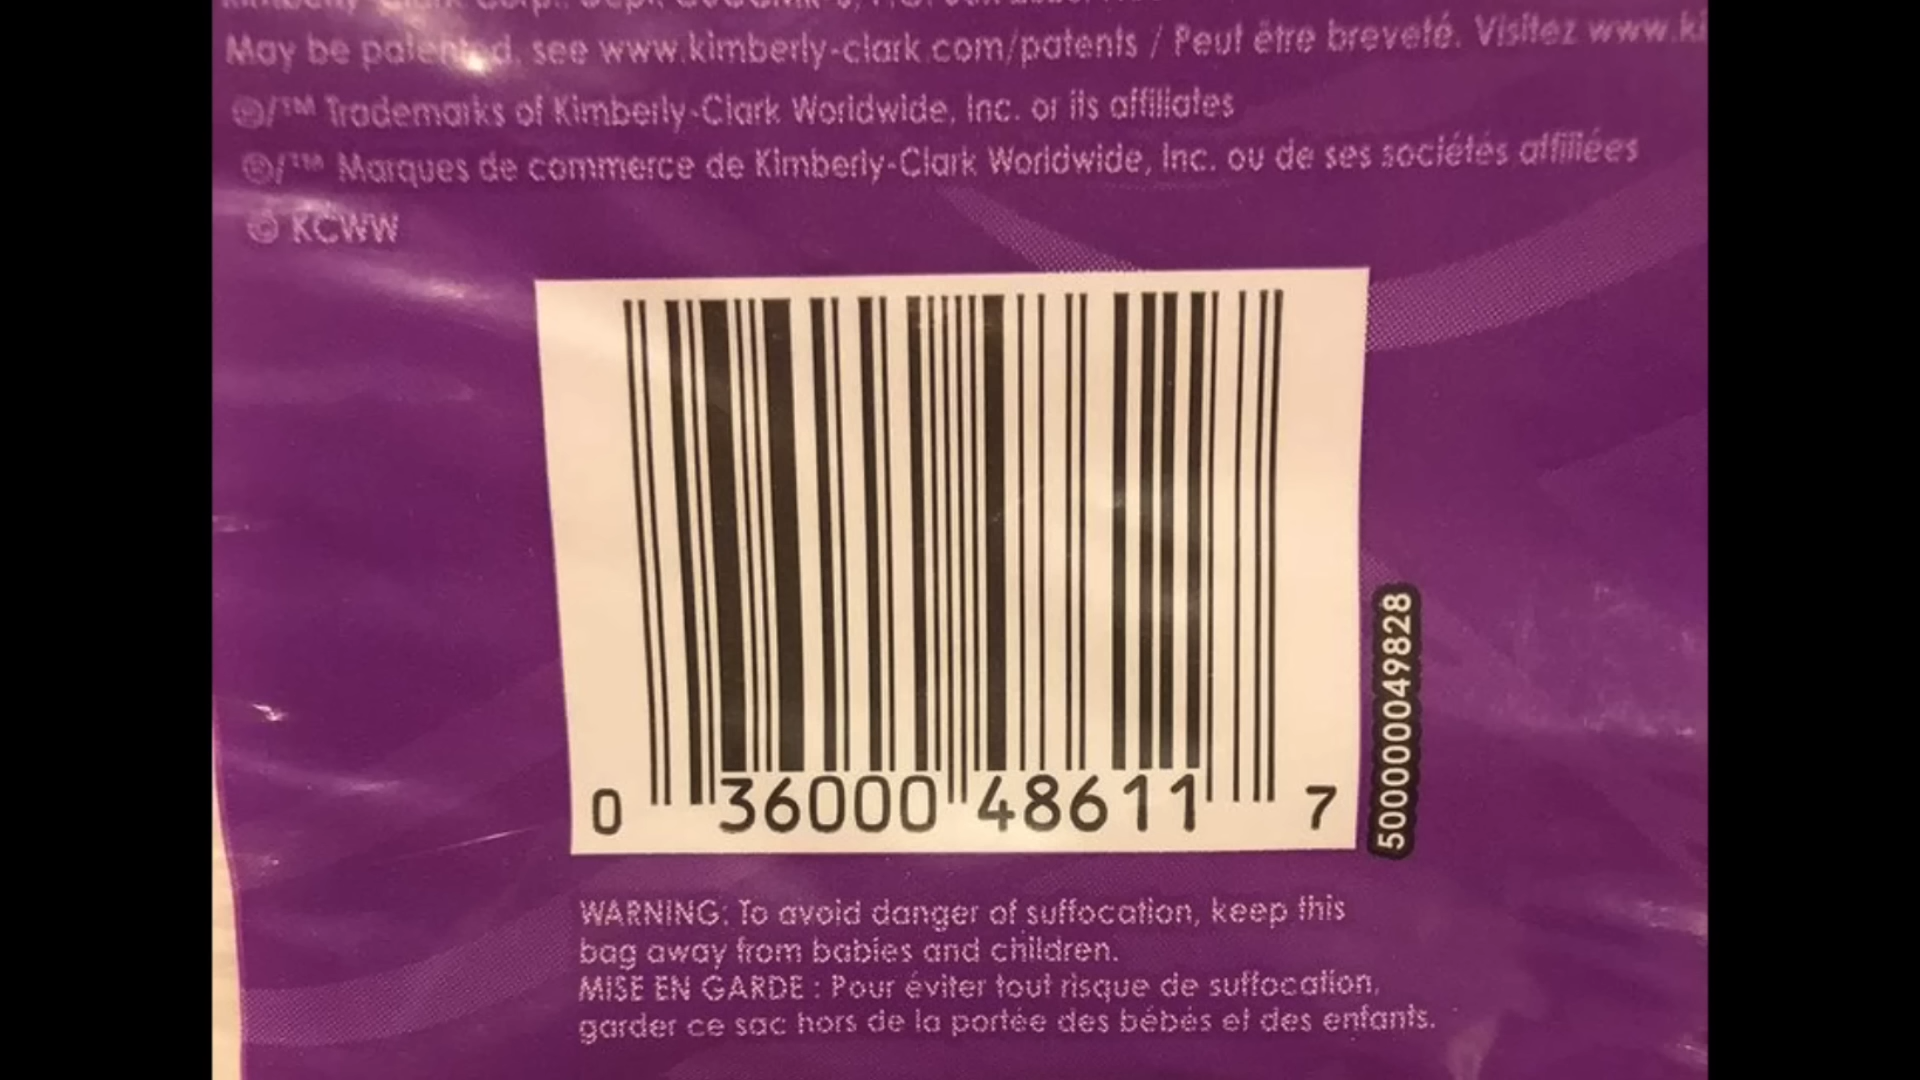 May be patented, see www.kimberly-clark.com/patents / Peut être breveté. Visitez www.ki
®/™ Trademarks of Kimberly-Clark Worldwide, Inc. or its affiliates
®/™ Marques de commerce de Kimberly-Clark Worldwide, Inc. ou de ses sociétés affiliées
© KCWW
0 36000 48611 7
5000004 9828
WARNING: To avoid danger of suffocation, keep this
bag away from babies and children.
MISE EN GARDE : Pour éviter tout risque de suffocation,
garder ce sac hors de la portée des bébés et des enfants.